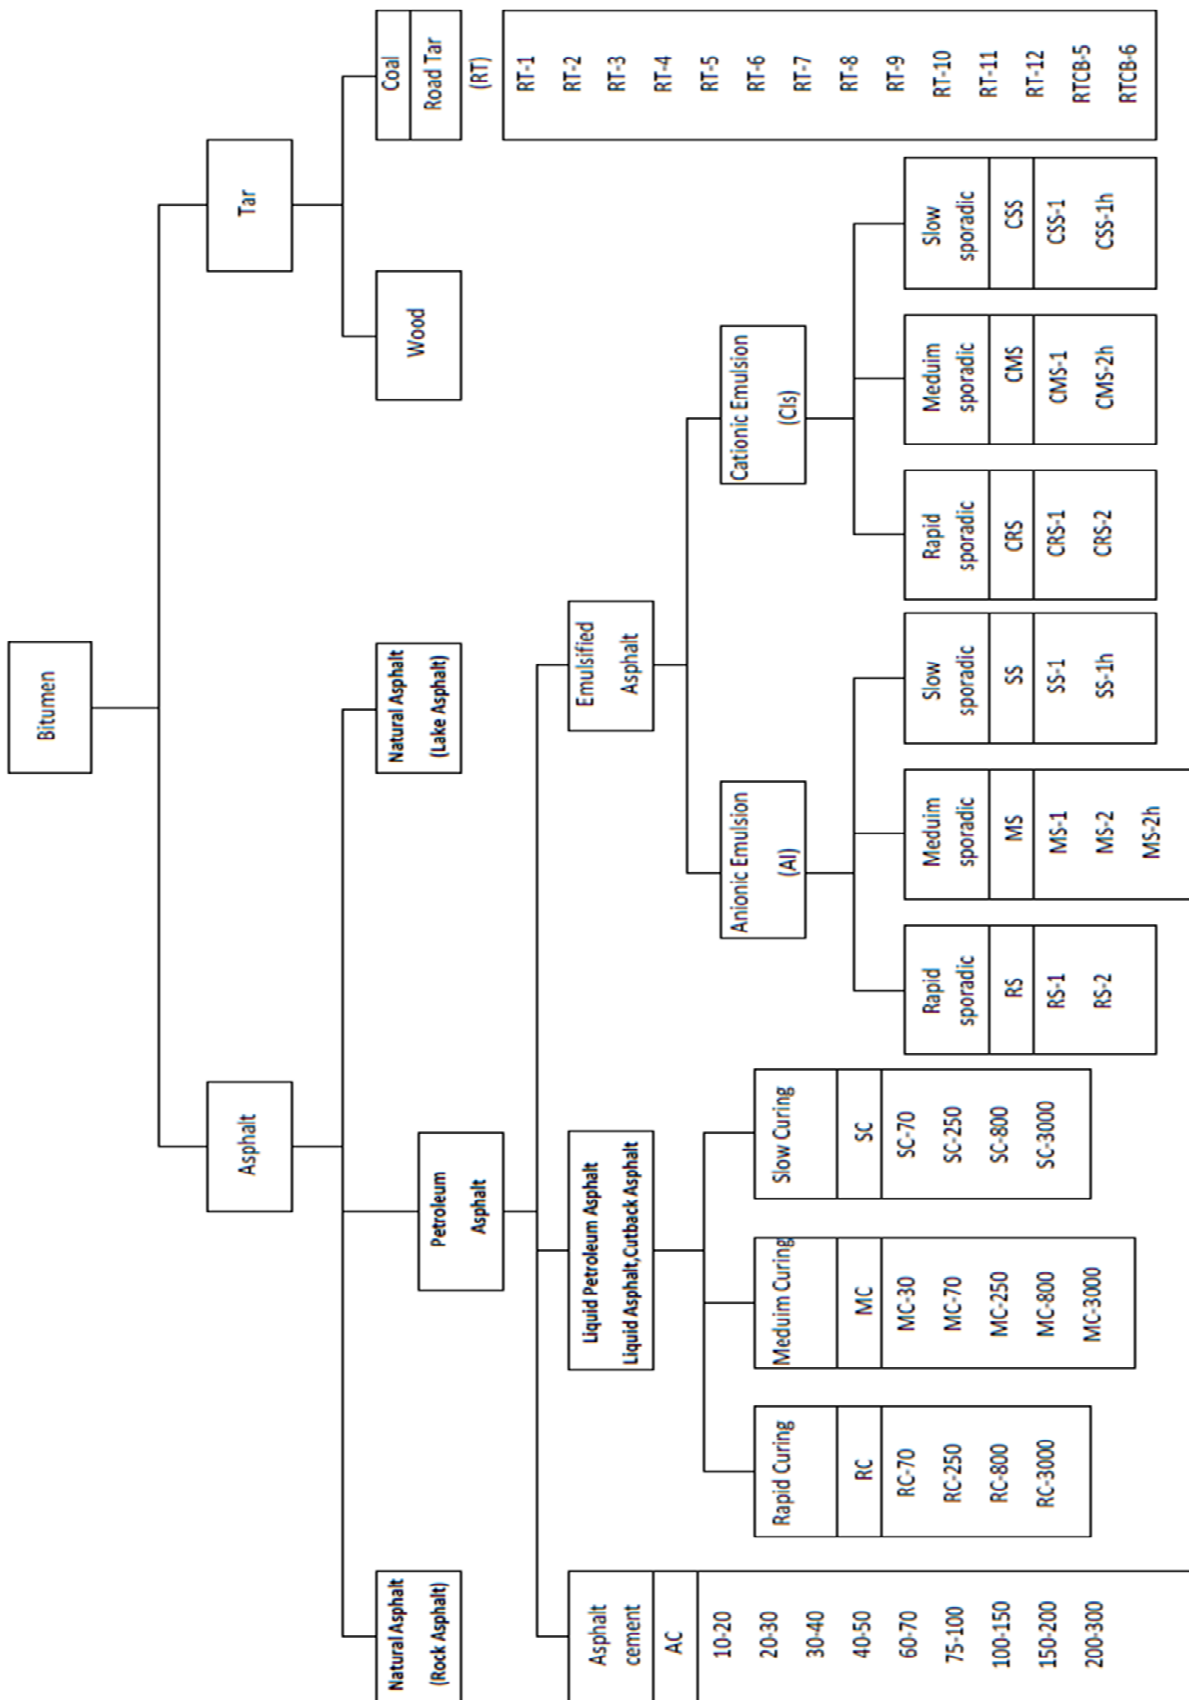 Bitumen
Asphalt
Tar
Natural Asphalt
(Rock Asphalt)
Petroleum
Asphalt
Natural Asphalt
(Lake Asphalt)
Wood
Coal
Road Tar
(RT)
RT-1
RT-2
RT-3
RT-4
RT-5
RT-6
RT-7
RT-8
RT-9
RT-10
RT-11
RT-12
RTCB-5
RTCB-6
Asphalt
cement
AC
10-20
20-30
30-40
40-50
60-70
75-100
100-150
150-200
200-300
Liquid Petroleum Asphalt
Liquid Asphalt,Cutback Asphalt
Rapid Curing
RC
RC-70
RC-250
RC-800
RC-3000
Meduim Curing
MC
MC-30
MC-70
MC-250
MC-800
MC-3000
Slow Curing
SC
SC-70
SC-250
SC-800
SC-3000
Emulsified
Asphalt
Anionic Emulsion
(AI)
Rapid
sporadic
RS
RS-1
RS-2
Meduim
sporadic
MS
MS-1
MS-2
MS-2h
Slow
sporadic
SS
SS-1
SS-1h
Cationic Emulsion
(CIs)
Rapid
sporadic
CRS
CRS-1
CRS-2
Meduim
sporadic
CMS
CMS-1
CMS-2h
Slow
sporadic
CSS
CSS-1
CSS-1h